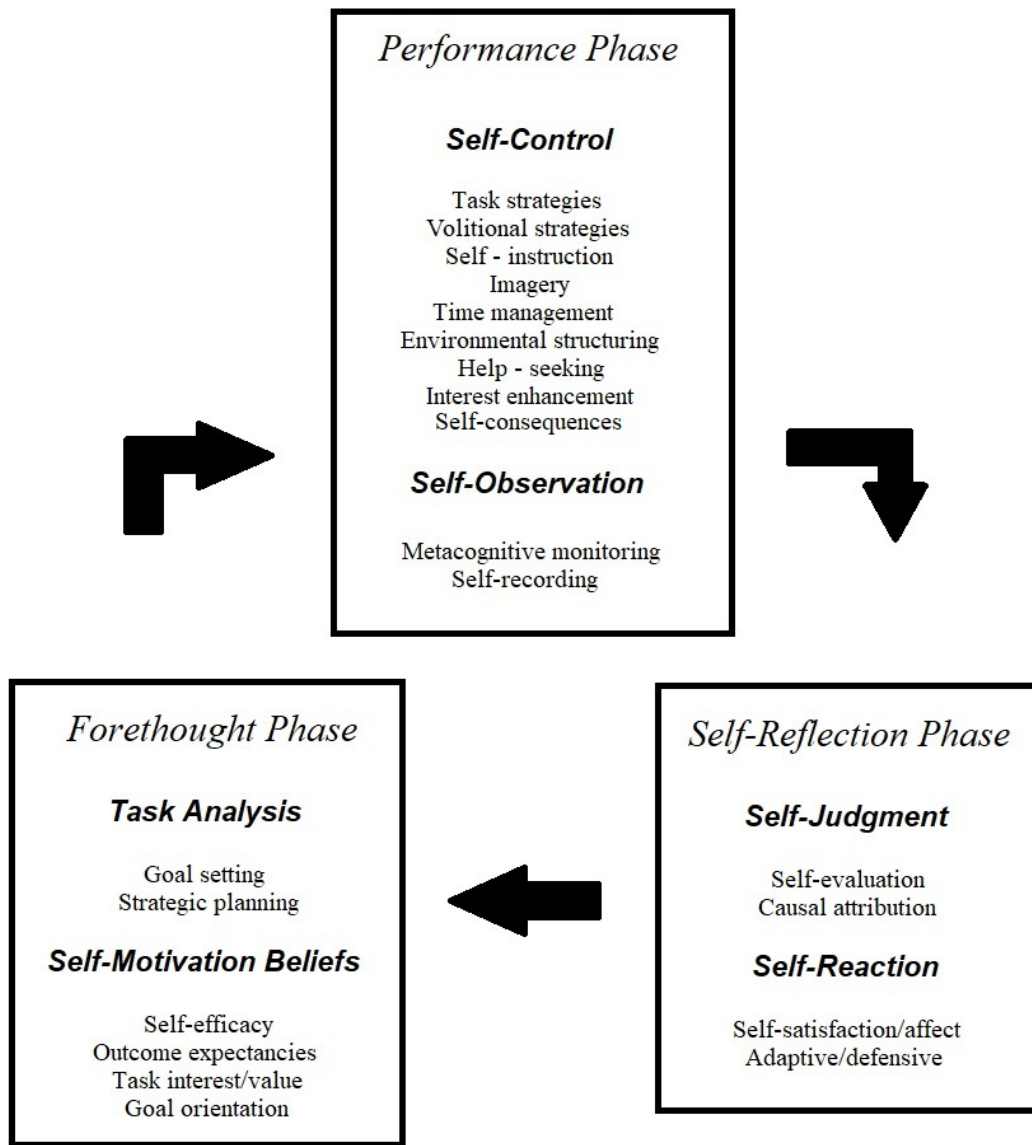 Performance Phase
Self-Control
Task strategies
Volitional strategies
Self - instruction
Imagery
Time management
Environmental structuring
Help - seeking
Interest enhancement
Self-consequences
Self-Observation
Metacognitive monitoring
Self-recording
Forethought Phase
Task Analysis
Goal setting
Strategic planning
Self-Motivation Beliefs
Self-efficacy
Outcome expectancies
Task interest/value
Goal orientation
Self-Reflection Phase
Self-Judgment
Self-evaluation
Causal attribution
Self-Reaction
Self-satisfaction/affect
Adaptive/defensive